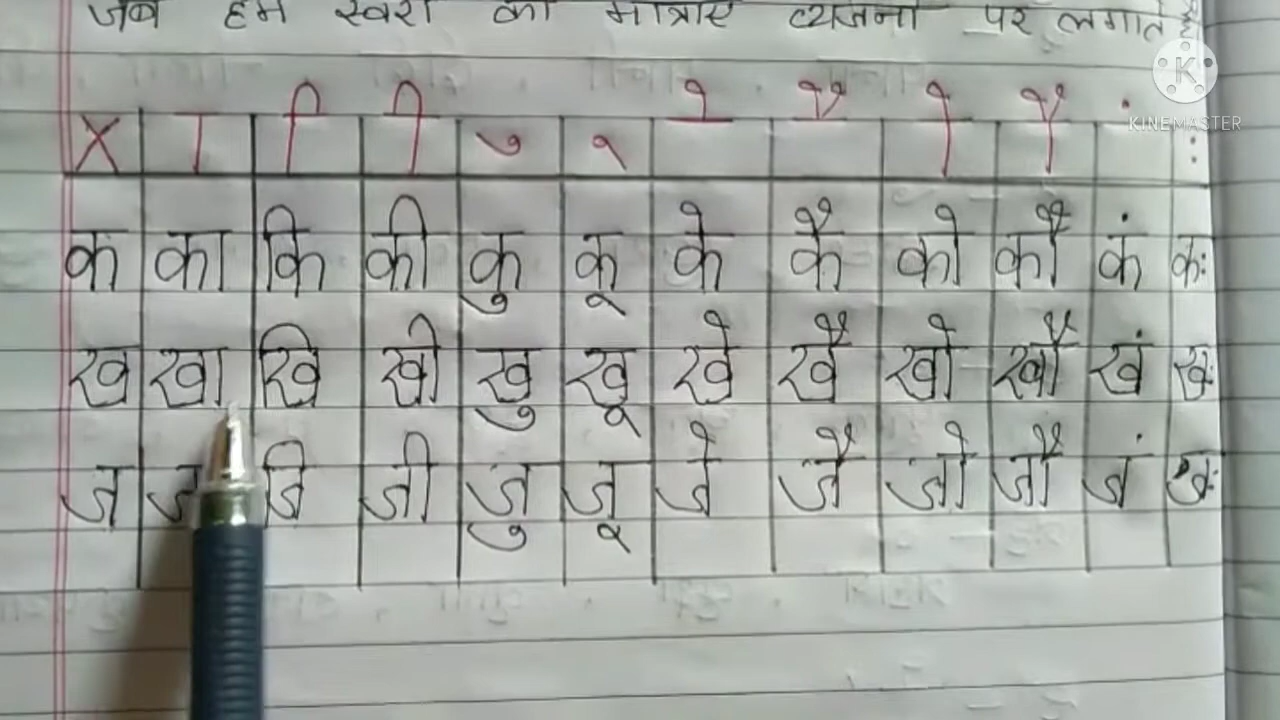 जब हम स्वरों की मात्राएँ व्यंजनों पर लगाते
KINEMASTER
X ा ि ी ु ू े ै ो ौ ं ः
क का कि की कु कू के कै को कौ कं कः
ख खा खि खी खु खू खे खै खो खौ खं खः
ज जि जी जु जू जे जै जो जौ जं